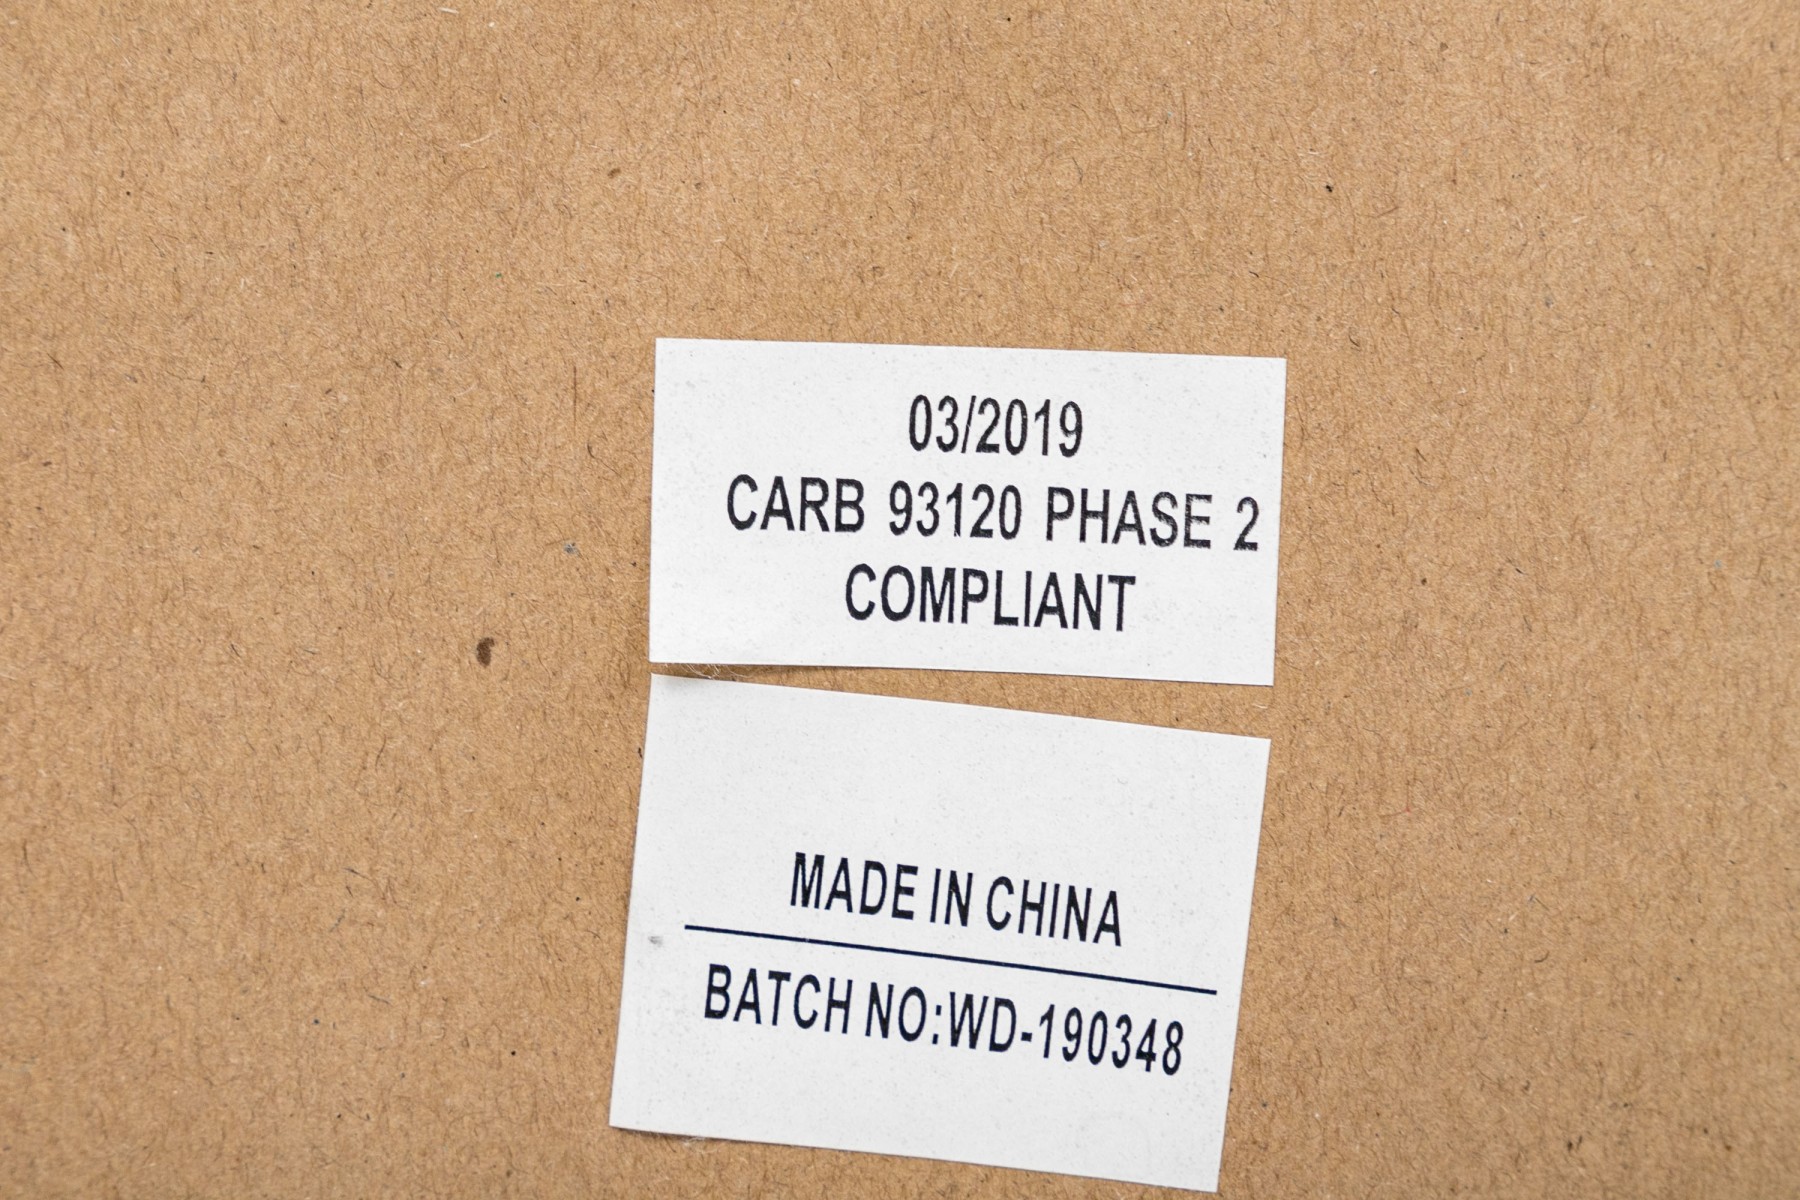 03/2019
CARB 93120 PHASE 2
COMPLIANT
MADE IN CHINA
BATCH NO:WD-190348